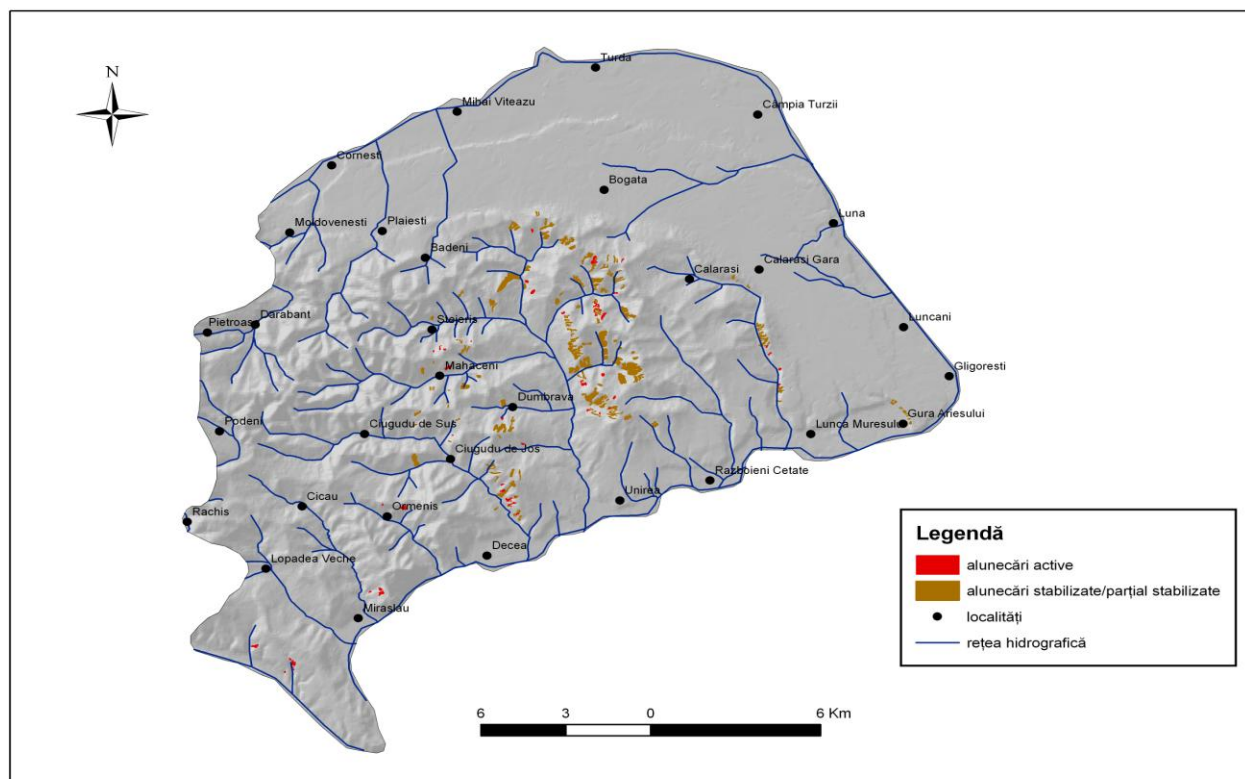 Turda
N
Mihai Viteazu
Câmpia Turzii
Cornesti
Bogata
Moldovenesti
Plaiesti
Luna
Badeni
Calarasi
Calarasi Gara
Pietroasa
Darabant
Stejeris
Luncani
Mahaceni
Gligoresti
Dumbrava
Podeni
Ciugudu de Sus
Lunca Muresului
Gura Ariesului
Ciugudu de Jos
Razboieni Cetate
Cicau
Ormenis
Unirea
Rachis
Lopadea Veche
Decea
Miraslau
Legendă
alunecări active
alunecări stabilizate/parțial stabilizate
localități
rețea hidrografică
6 3 0 6 Km